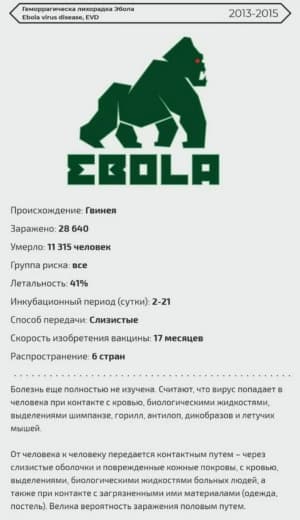 Геморрагическа лихорадка Эбола
Ebola virus disease, EVD
2013-2015
EBOLA
Происхождение: Гвинея
Заражено: 28 640
Умерло: 11 315 человек
Группа риска: все
Летальность: 41%
Инкубационный период (сутки): 2-21
Способ передачи: Слизистые
Скорость изобретения вакцины: 17 месяцев
Распространение: 6 стран
Болезнь еще полностью не изучена. Считают, что вирус попадает в
человека при контакте с кровью, биологическими жидкостями,
выделениями шимпанзе, горилл, антилоп, дикобразов и летучих
мышей.
От человека к человеку передается контактным путем – через
слизистые оболочки и поврежденные кожные покровы, с кровью,
выделениями, биологическими жидкостями больных людей, а
также при контакте с загрязненными ими материалами (одежда,
постель). Велика вероятность заражения половым путем.